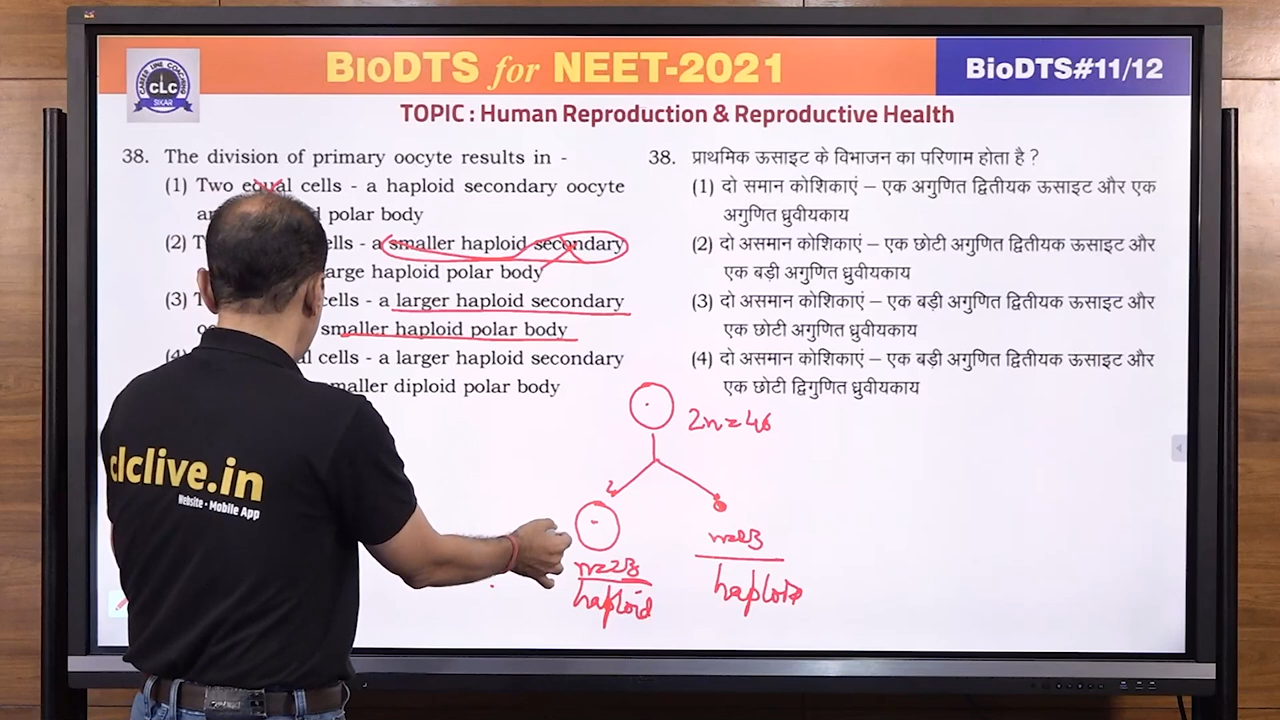 BIODTS for NEET-2021
BioDTS#11/12
CAREER LINE COACHING
CLC
SIKAR
TOPIC : Human Reproduction & Reproductive Health
38. The division of primary oocyte results in -
(1) Two equal cells - a haploid secondary oocyte
polar body
(2) cells - a smaller haploid secondary
large haploid polar body
(3) cells - a larger haploid secondary
smaller haploid polar body
(4) cells - a larger haploid secondary
smaller diploid polar body
38. प्राथमिक ऊसाइट के विभाजन का परिणाम होता है ?
(1) दो समान कोशिकाएं – एक अगुणित द्वितीयक ऊसाइट और एक
अगुणित ध्रुवीयकाय
(2) दो असमान कोशिकाएं – एक छोटी अगुणित द्वितीयक ऊसाइट और
एक बड़ी अगुणित ध्रुवीयकाय
(3) दो असमान कोशिकाएं – एक बड़ी अगुणित द्वितीयक ऊसाइट और
एक छोटी अगुणित ध्रुवीयकाय
(4) दो असमान कोशिकाएं – एक बड़ी अगुणित द्वितीयक ऊसाइट और
एक छोटी द्विगुणित ध्रुवीयकाय
2n=46
n=23
haploid
n=23
haploid
clclive.in
Website • Mobile App